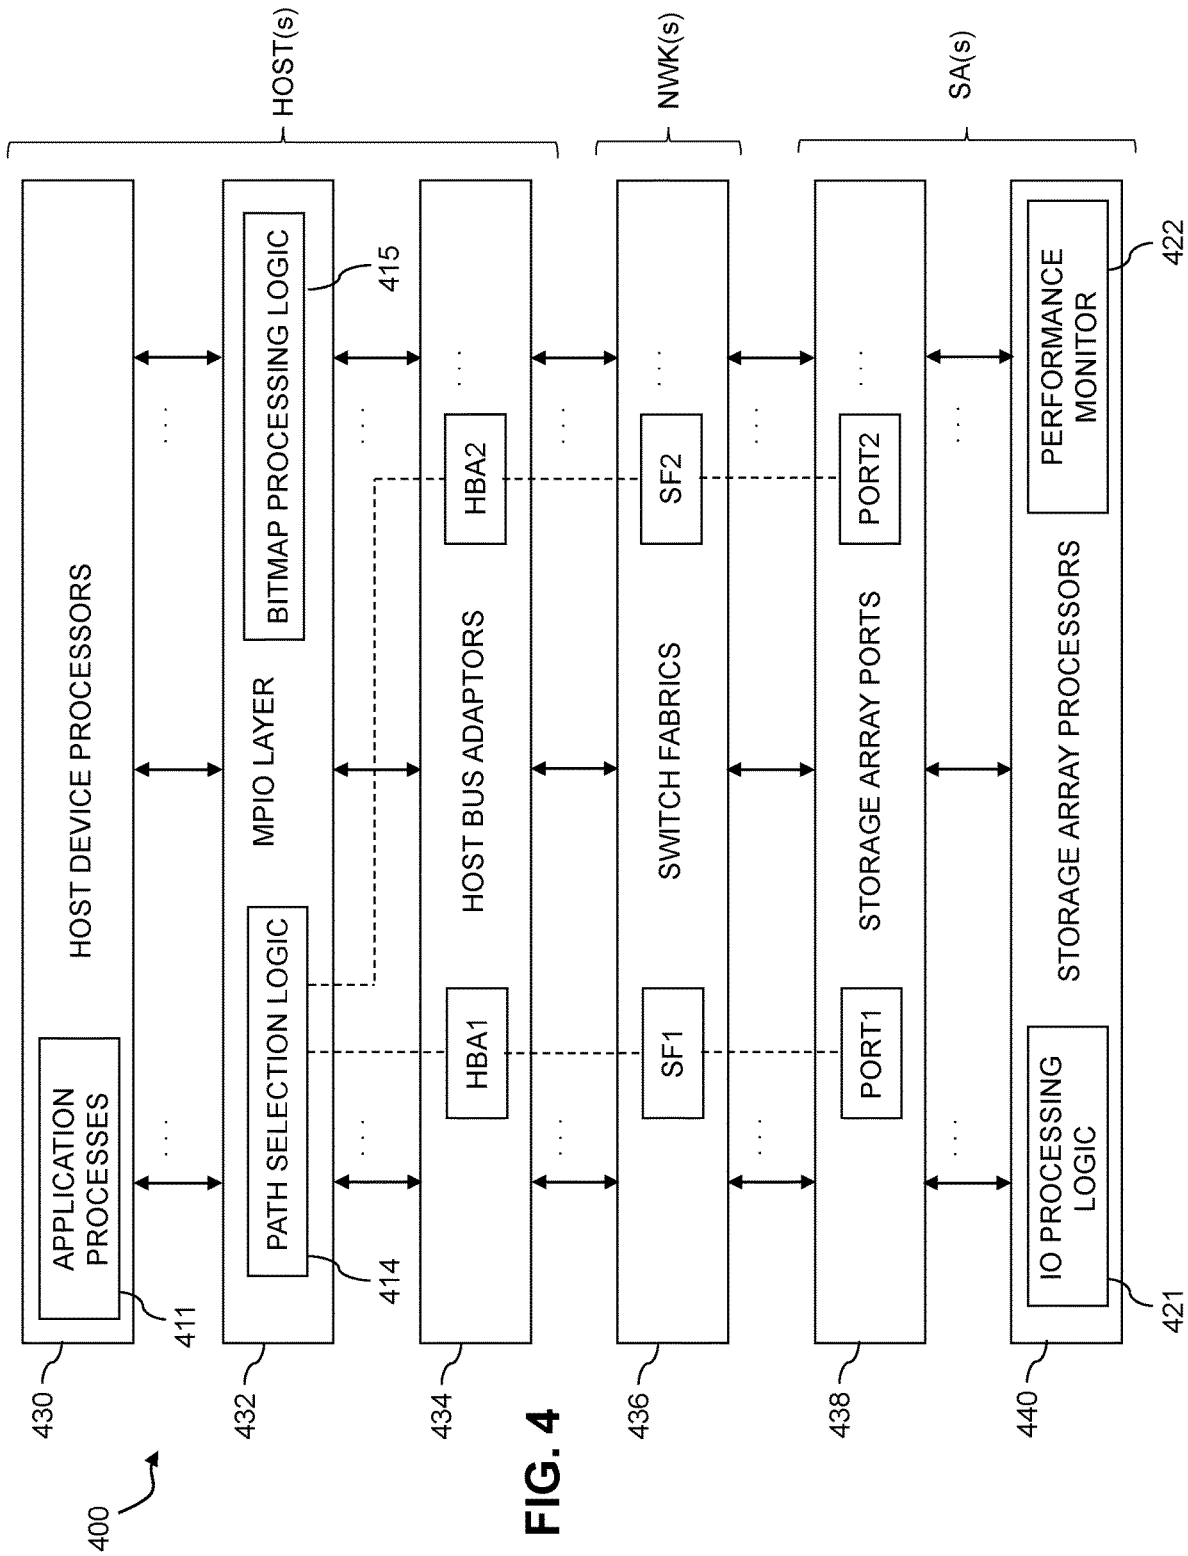 400
430
APPLICATION
PROCESSES
411
HOST DEVICE PROCESSORS
HOST(s)
. . .
432
PATH SELECTION LOGIC
414
MPIO LAYER
BITMAP PROCESSING LOGIC
415
. . .
. . .
. . .
434
HBA1
HOST BUS ADAPTORS
HBA2
. . .
. . .
. . .
436
SF1
SWITCH FABRICS
SF2
. . .
NWK(s)
. . .
. . .
438
PORT1
STORAGE ARRAY PORTS
PORT2
. . .
SA(s)
. . .
. . .
440
IO PROCESSING
LOGIC
421
STORAGE ARRAY PROCESSORS
PERFORMANCE
MONITOR
422
FIG. 4